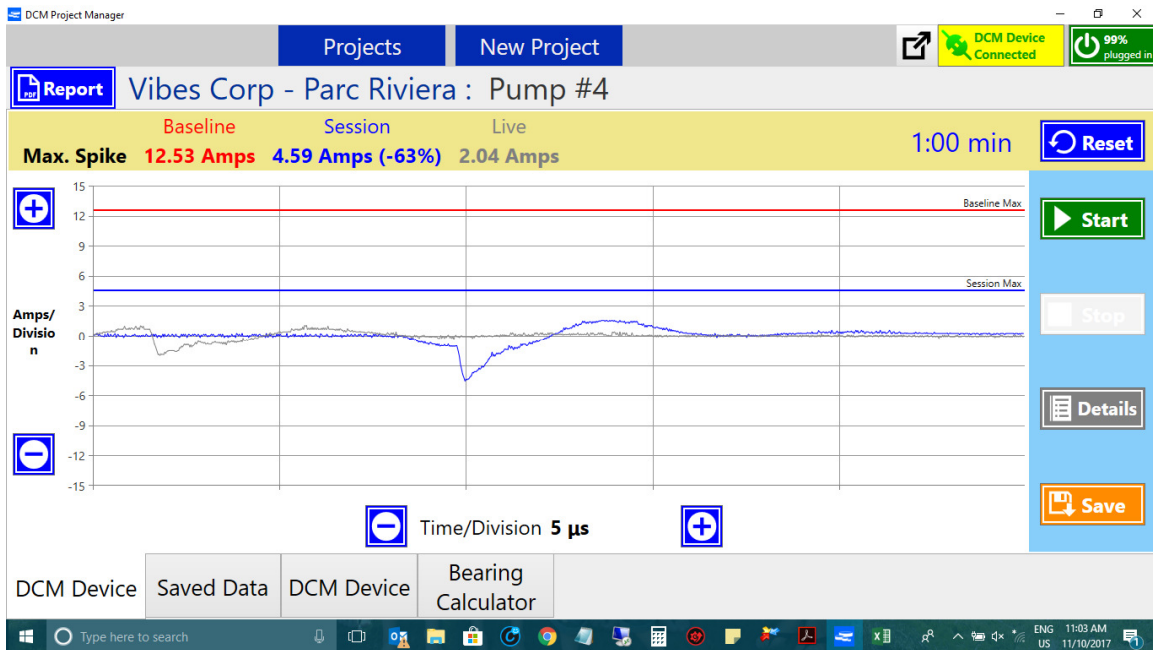 DCM Project Manager
Projects
New Project
DCM Device
Connected
99%
plugged in
PDF
Report
Vibes Corp - Parc Riviera : Pump #4
Baseline
Session
Live
Max. Spike
12.53 Amps
4.59 Amps (-63%)
2.04 Amps
1:00 min
Reset
15
12
9
6
3
0
-3
-6
-9
-12
-15
Amps/
Divisio
n
Baseline Max
Session Max
Start
Stop
Details
Save
Time/Division 5 µs
DCM Device
Saved Data
DCM Device
Bearing
Calculator
Type here to search
ENG
US
11:03 AM
11/10/2017